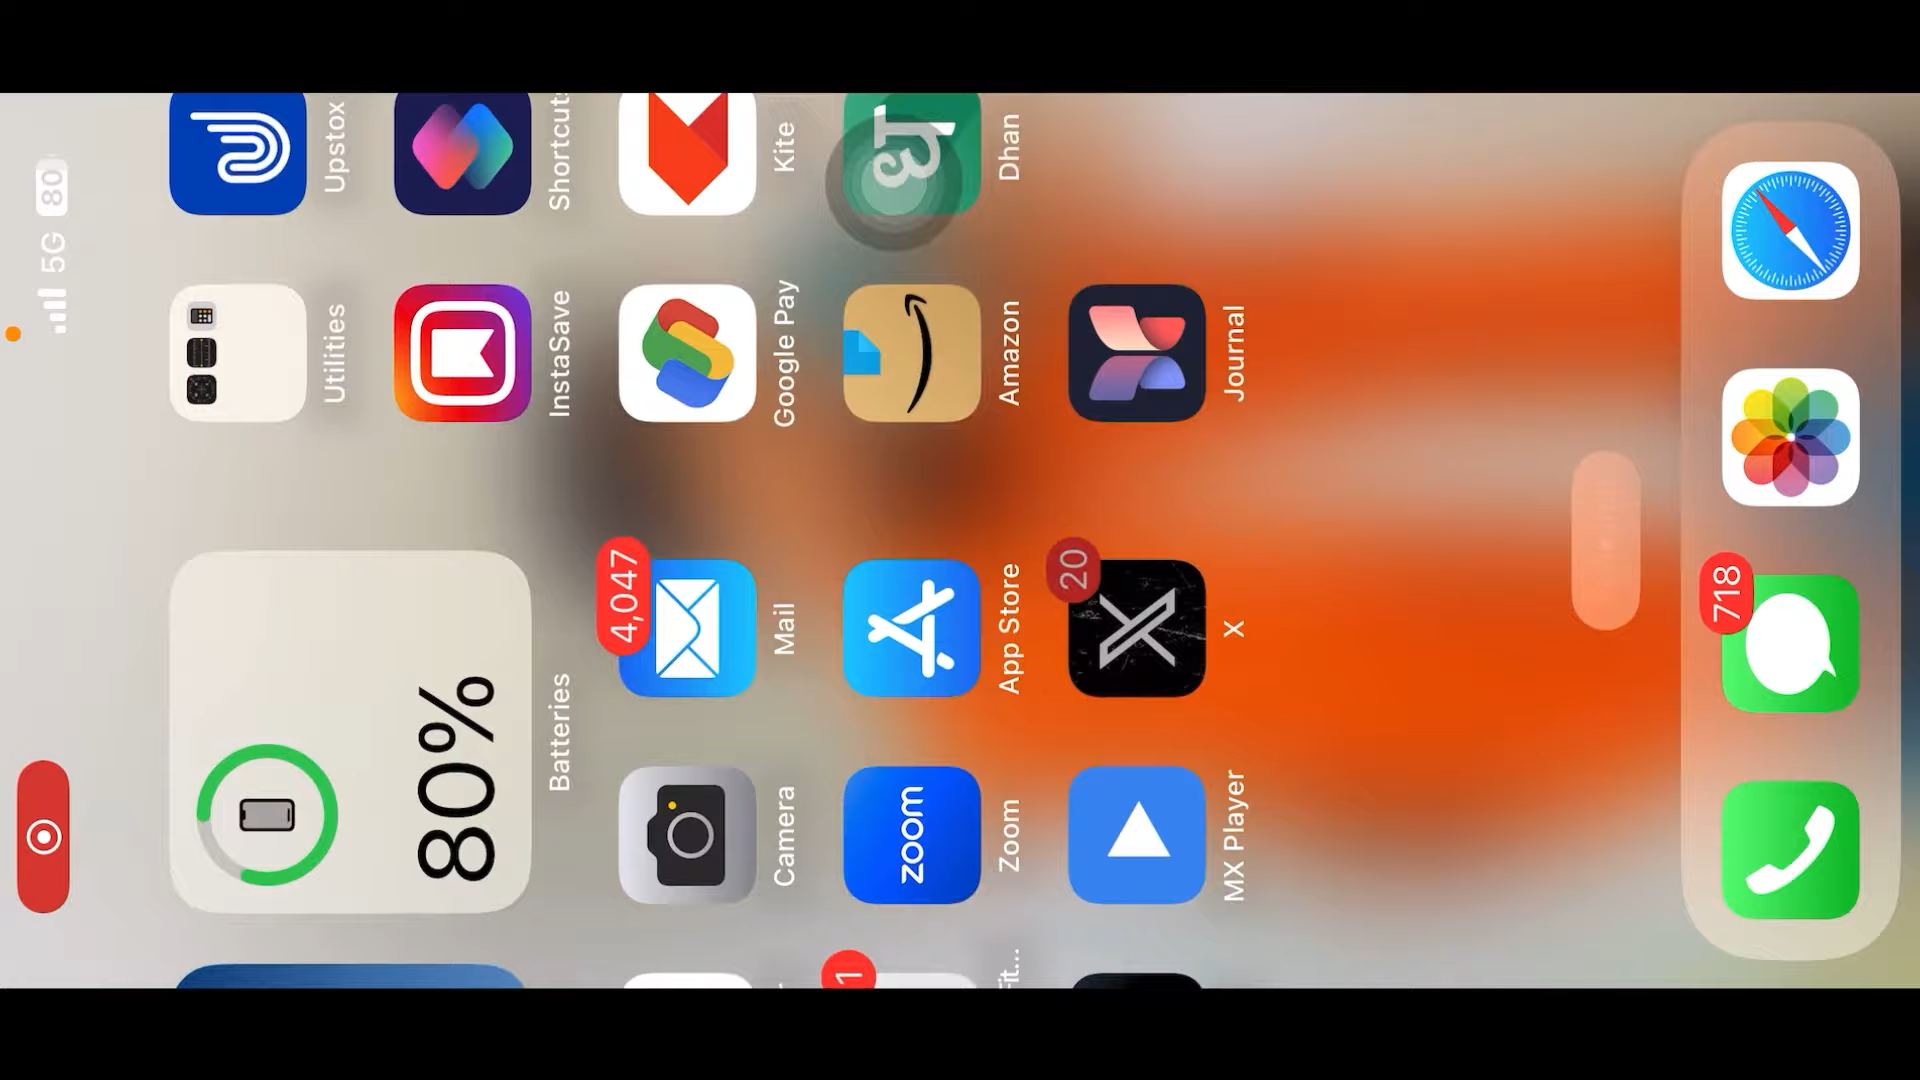 5G 80
Utilities
Upstox
80%
Batteries
InstaSave
Shortcuts
4,047
Camera
Mail
Google Pay
Kite
1
zoom
ध
Zoom
App Store
Amazon
Dhan
20
MX Player
X
Journal
718